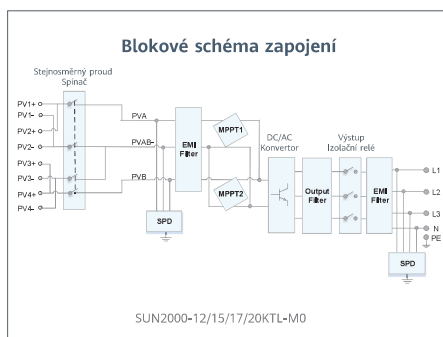 Blokové schéma zapojení
Stejnosměrný proud
Spínač
PV1+
PV1-
PV2+
PV2-
PV3+
PV3-
PV4+
PV4-
PVA
PVAB-
PVB
SPD
EMI
Filter
MPPT1
MPPT2
DC/AC
Konvertor
Output
Filter
Výstup
Izolační relé
EMI
Filter
L1
L2
L3
N
PE
SPD
SUN2000-12/15/17/20KTL-M0